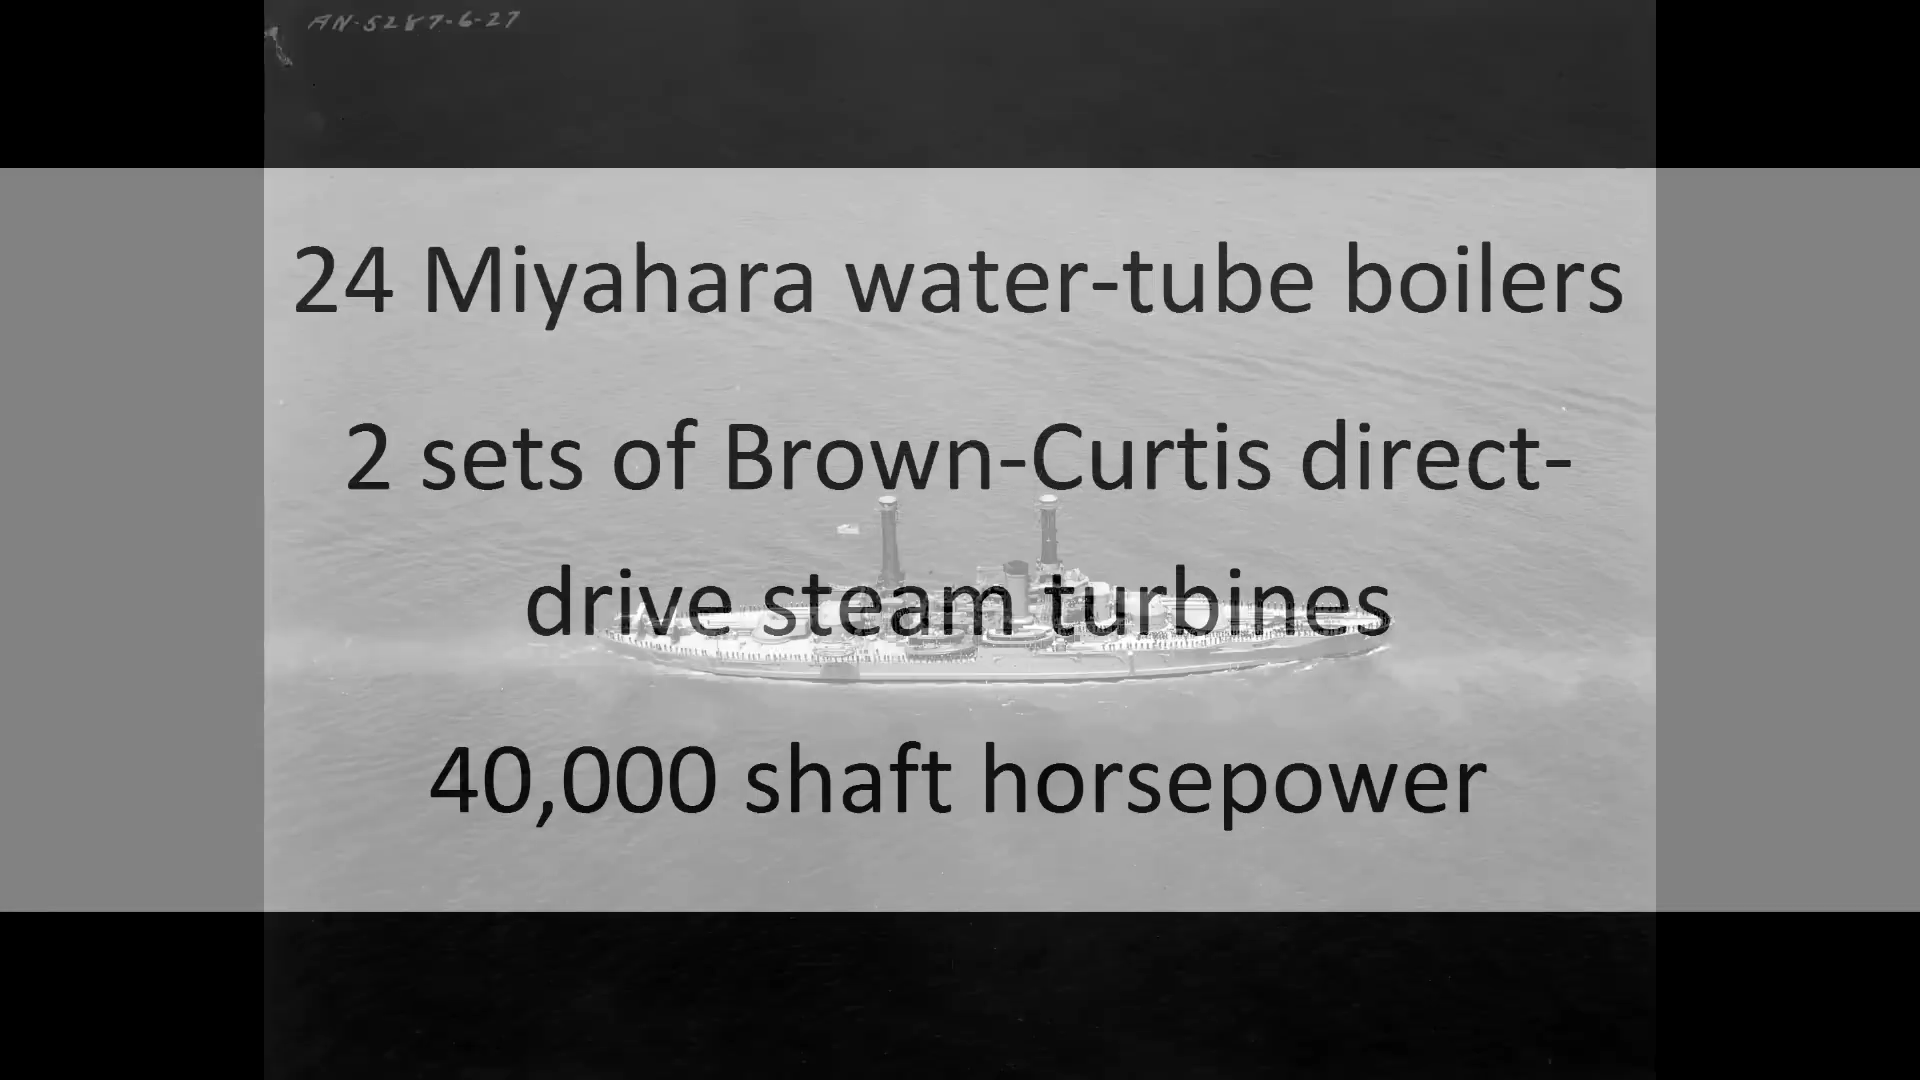 AN-5287-6-27
24 Miyahara water-tube boilers
2 sets of Brown-Curtis direct-
drive steam turbines
40,000 shaft horsepower